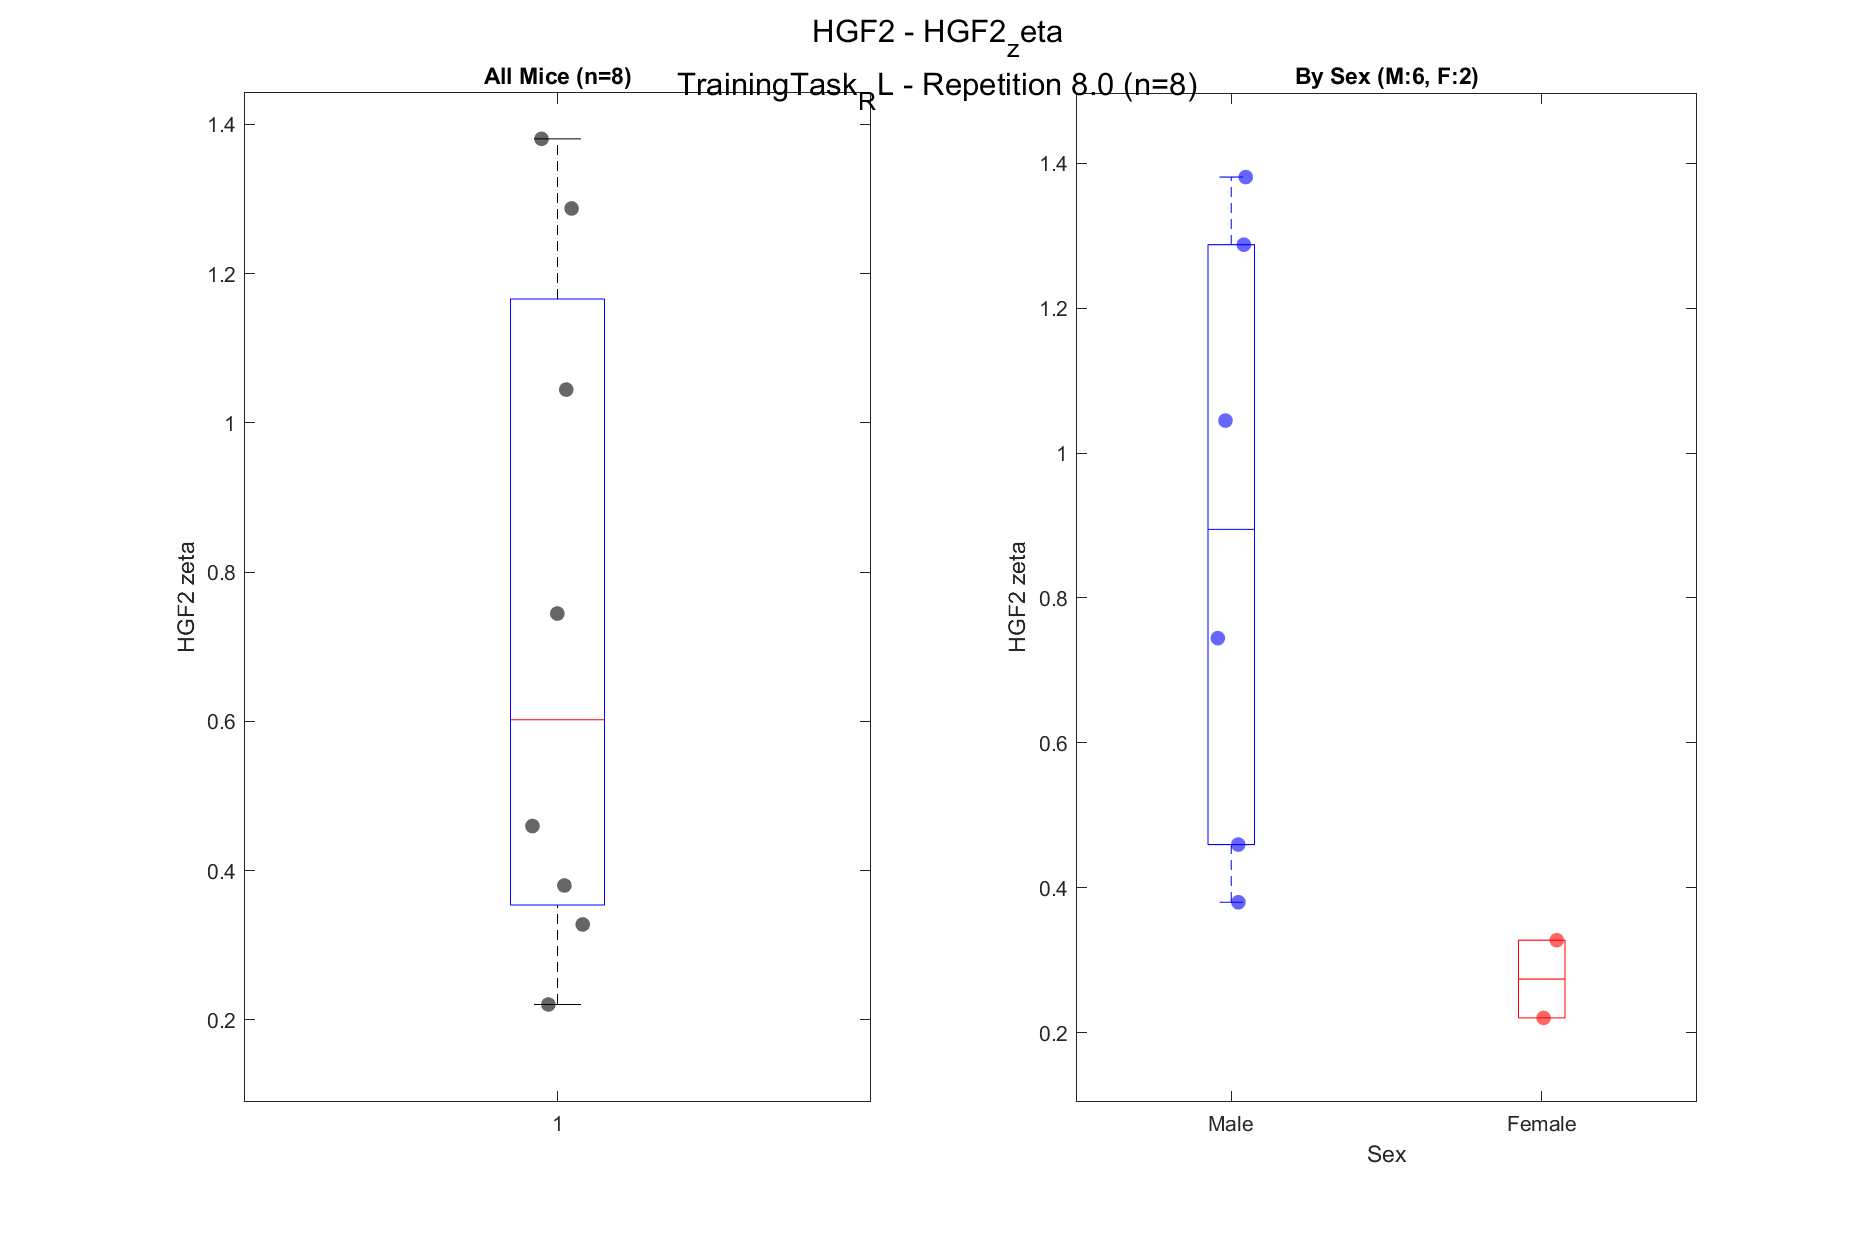 HGF2 - HGF2_zeta
TrainingTask_RL - Repetition 8.0 (n=8)
All Mice (n=8)
HGF2 zeta
1.4
1.2
1
0.8
0.6
0.4
0.2
1
By Sex (M:6, F:2)
HGF2 zeta
1.4
1.2
1
0.8
0.6
0.4
0.2
Male Female
Sex